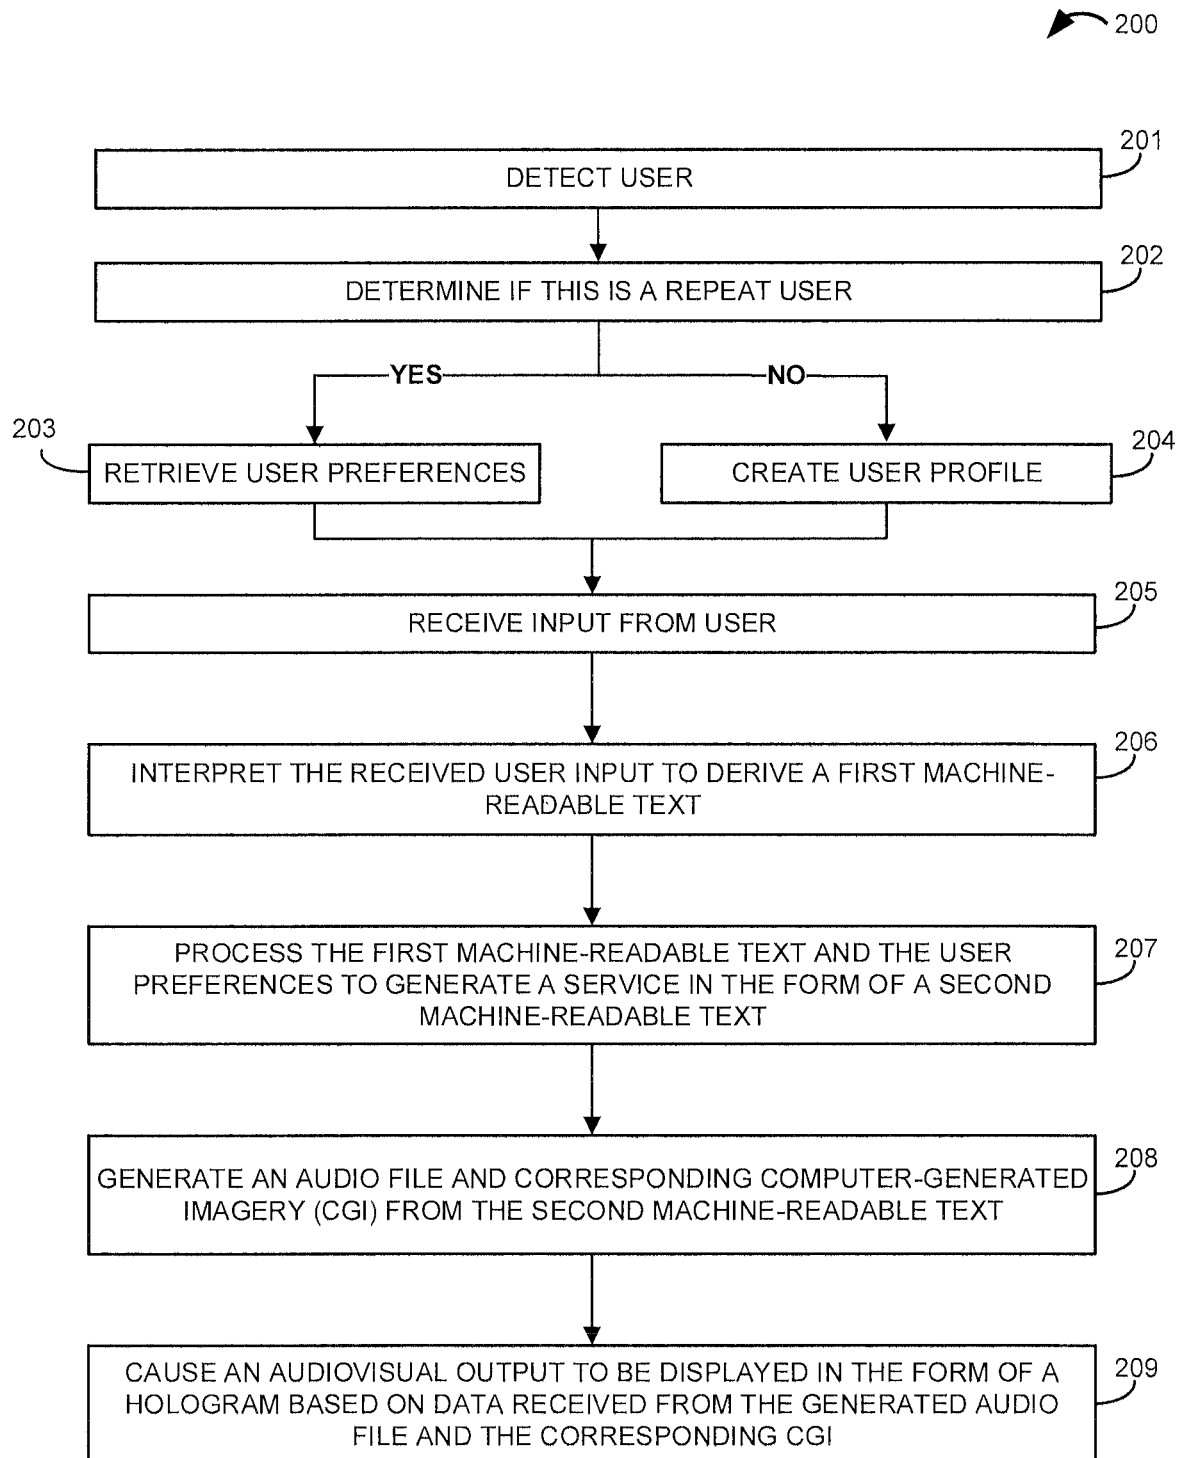 200
201
DETECT USER
202
DETERMINE IF THIS IS A REPEAT USER
YES
NO
203
RETRIEVE USER PREFERENCES
204
CREATE USER PROFILE
205
RECEIVE INPUT FROM USER
206
INTERPRET THE RECEIVED USER INPUT TO DERIVE A FIRST MACHINE-
READABLE TEXT
207
PROCESS THE FIRST MACHINE-READABLE TEXT AND THE USER
PREFERENCES TO GENERATE A SERVICE IN THE FORM OF A SECOND
MACHINE-READABLE TEXT
208
GENERATE AN AUDIO FILE AND CORRESPONDING COMPUTER-GENERATED
IMAGERY (CGI) FROM THE SECOND MACHINE-READABLE TEXT
209
CAUSE AN AUDIOVISUAL OUTPUT TO BE DISPLAYED IN THE FORM OF A
HOLOGRAM BASED ON DATA RECEIVED FROM THE GENERATED AUDIO
FILE AND THE CORRESPONDING CGI